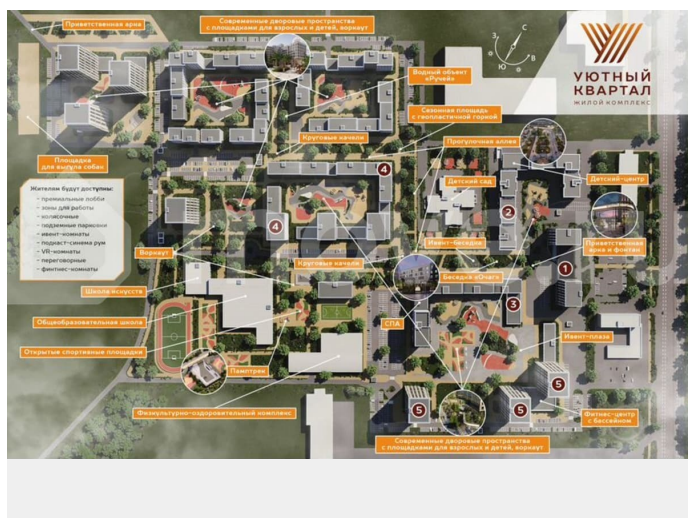 Приветственная арка
Современные дворовые пространства
с площадками для взрослых и детей, воркаут
С
З
В
Ю
УЮТНЫЙ
КВАРТАЛ
ЖИЛОЙ КОМПЛЕКС
Водный объект
«Ручей»
Сезонная площадь
с геопластичной горкой
Круговые качели
Прогулочная аллея
Площадка
для выгула собак
4
Детский сад
Детский-центр
Жителям будут доступны:
- премиальные лобби
- зоны для работы
- колясочные
- подземные парковки
- ивент-комнаты
- подкаст-синема рум
- VR-комнаты
- переговорные
- финтнес-комнаты
2
4
Воркаут
Ивент-беседка
Приветственная
арка и фонтан
Круговые качели
1
Беседка «Очаг»
Школа искусств
3
Общеобразовательная школа
СПА
Ивент-плаза
Открытые спортивные площадки
Памптрек
5
5
5
Физкультурно-оздоровительный комплекс
Фитнес-центр
с бассейном
Современные дворовые пространства
с площадками для взрослых и детей, воркаут